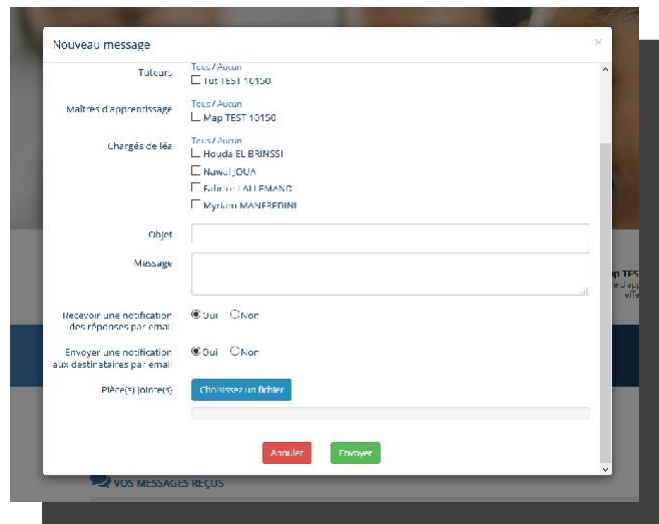 Nouveau message
×
Tuteurs
Tous / Aucun
Tut TEST 10150
Maîtres d'apprentissage
Tous / Aucun
Map TEST 10150
Chargés de léa
Tous / Aucun
Houda EL BRINSSI
Nawal JOUA
Fabrice LALLEMAND
Myriam MANFREDINI
Objet
Message
Recevoir une notification
des réponses par email
Oui Non
Envoyer une notification
aux destinataires par email
Oui Non
Pièce(s) jointe(s)
Choisissez un fichier
Annuler Envoyer
VOS MESSAGES REÇUS